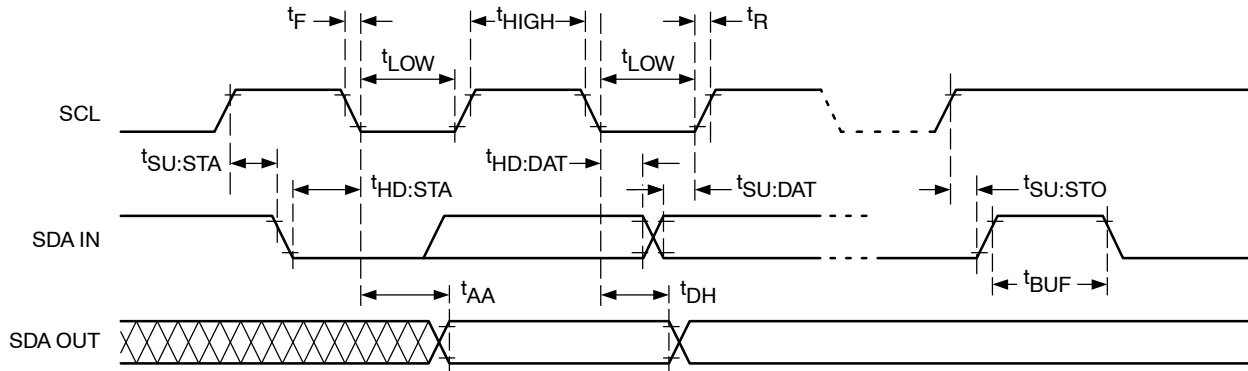 tF tHIGH tR
tLOW tLOW
SCL
tSU:STA tHD:DAT
tHD:STA tSU:DAT tSU:STO
SDA IN
tAA tDH tBUF
SDA OUT